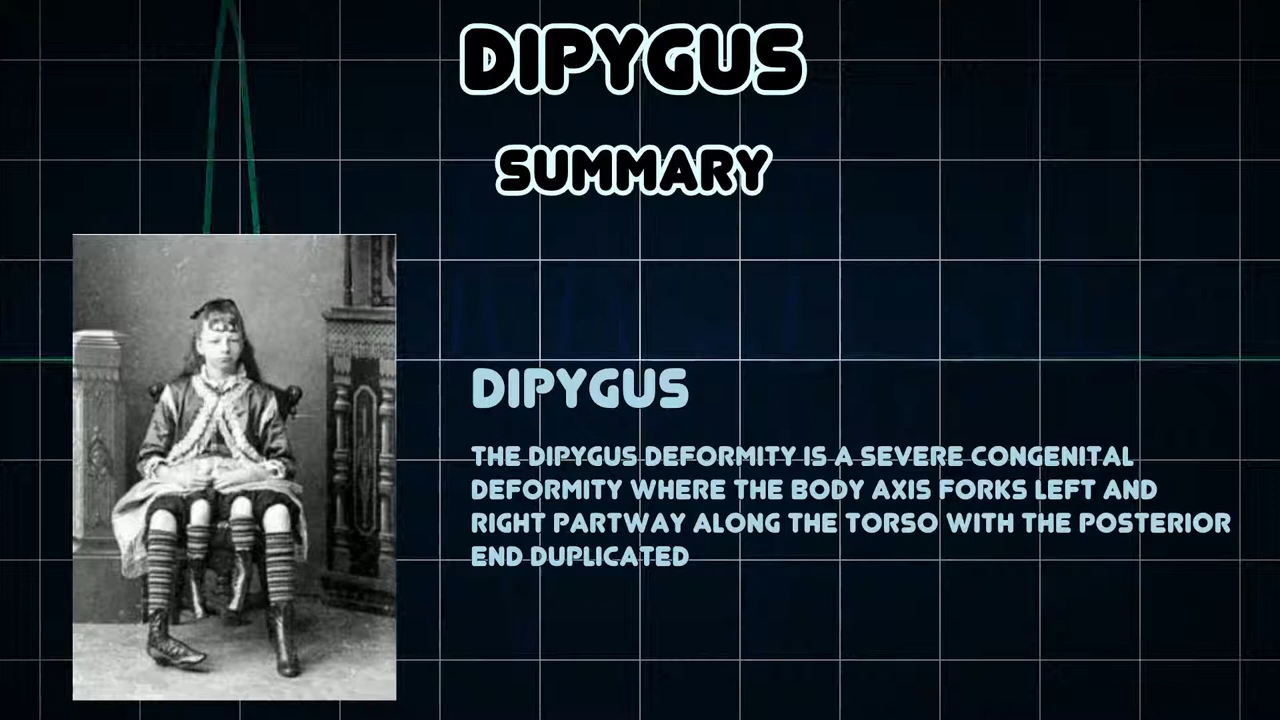 DIPYGUS
SUMMARY
DIPYGUS
THE DIPYGUS DEFORMITY IS A SEVERE CONGENITAL
DEFORMITY WHERE THE BODY AXIS FORKS LEFT AND
RIGHT PARTWAY ALONG THE TORSO WITH THE POSTERIOR
END DUPLICATED